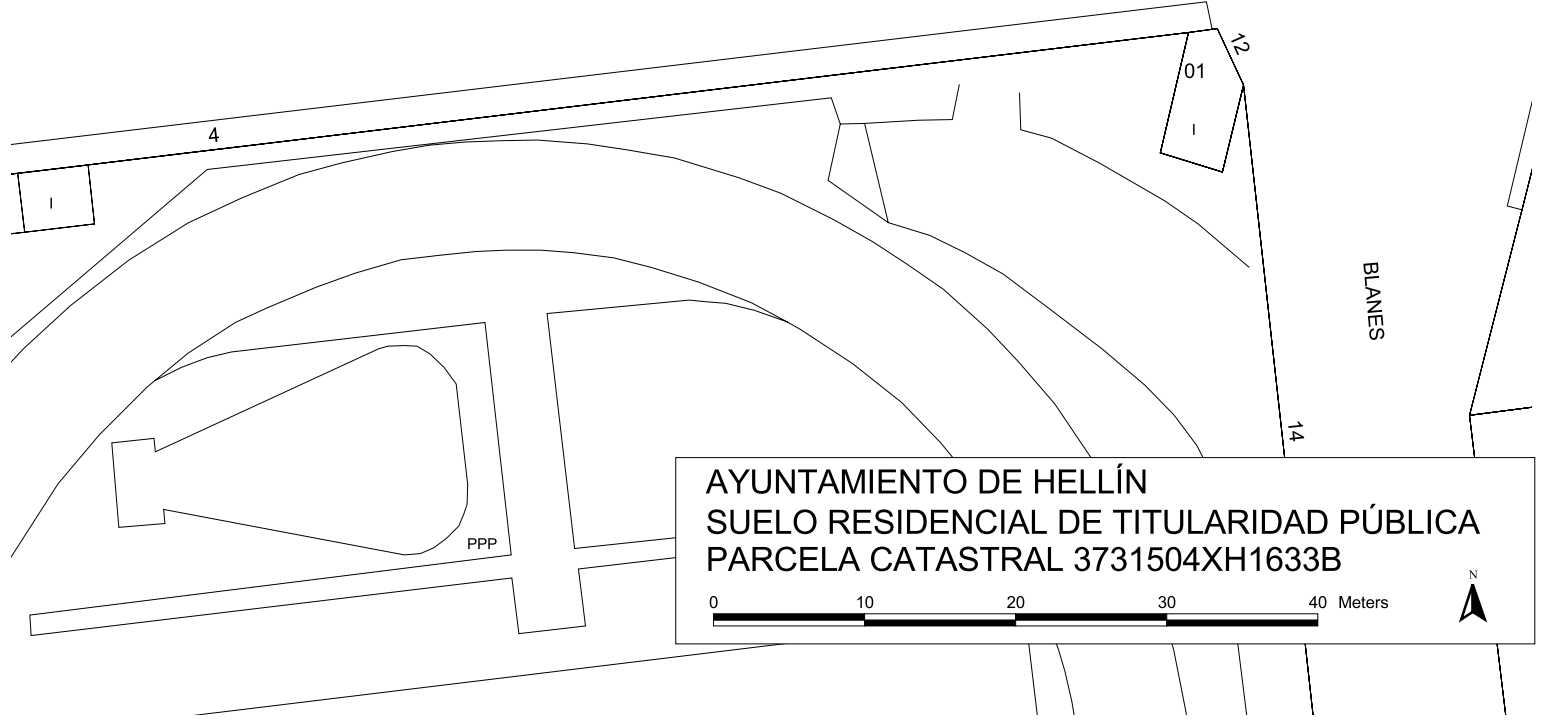 12
01
4
I
I
BLANES
14
PPP
AYUNTAMIENTO DE HELLÍN
SUELO RESIDENCIAL DE TITULARIDAD PÚBLICA
PARCELA CATASTRAL 3731504XH1633B
N
0 10 20 30 40 Meters